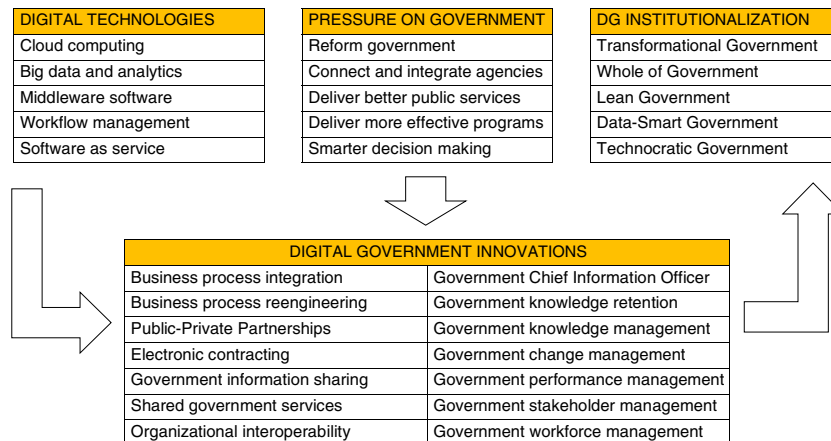 DIGITAL TECHNOLOGIES
Cloud computing
Big data and analytics
Middleware software
Workflow management
Software as service
PRESSURE ON GOVERNMENT
Reform government
Connect and integrate agencies
Deliver better public services
Deliver more effective programs
Smarter decision making
DG INSTITUTIONALIZATION
Transformational Government
Whole of Government
Lean Government
Data-Smart Government
Technocratic Government
DIGITAL GOVERNMENT INNOVATIONS
Business process integration
Business process reengineering
Public-Private Partnerships
Electronic contracting
Government information sharing
Shared government services
Organizational interoperability
Government Chief Information Officer
Government knowledge retention
Government knowledge management
Government change management
Government performance management
Government stakeholder management
Government workforce management